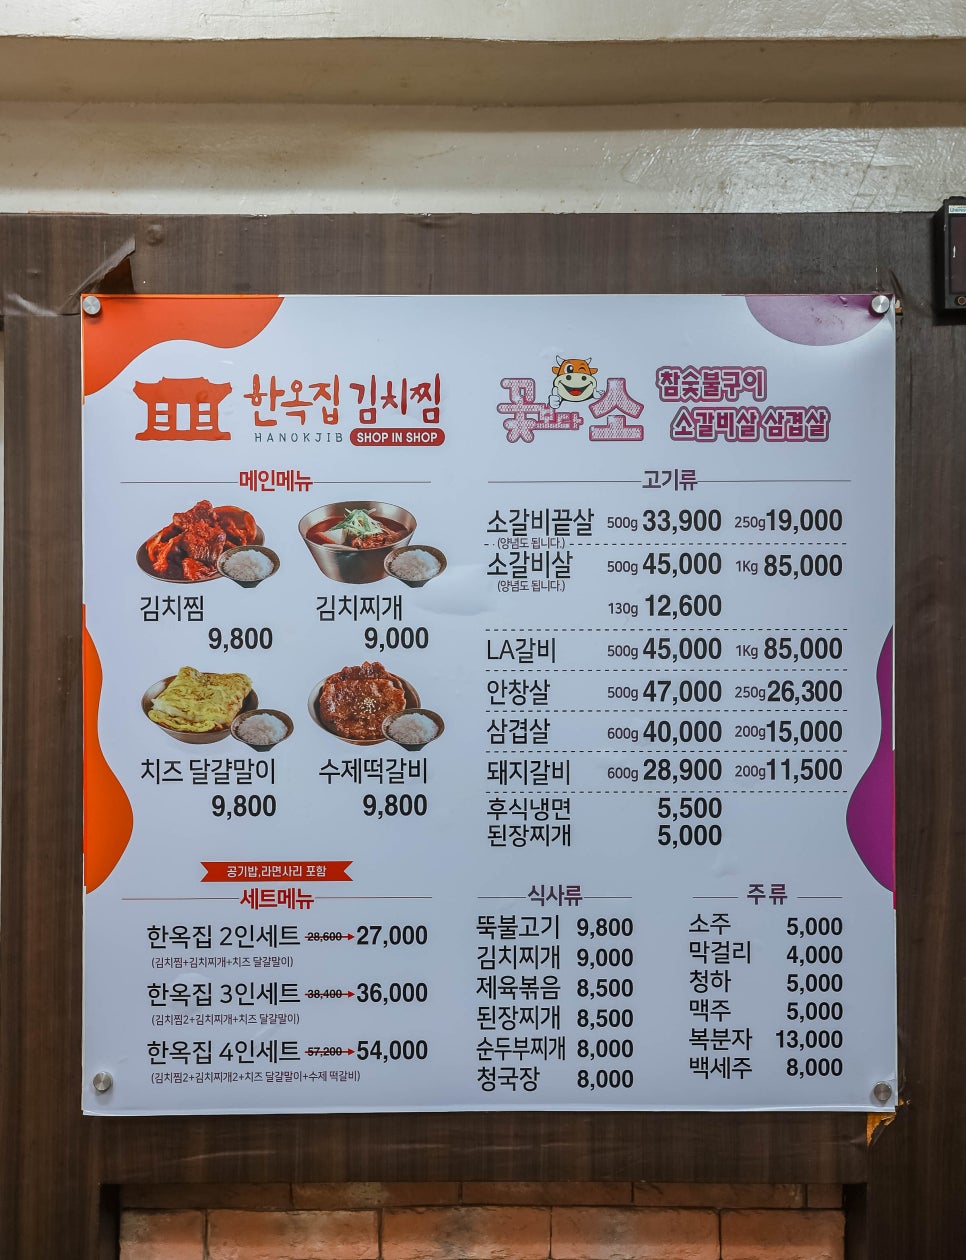 한옥집 김치찜
HANOKJIB SHOP IN SHOP
메인메뉴
김치찜
9,800
김치찌개
9,000
치즈 달걀말이
9,800
수제떡갈비
9,800
공기밥,라면사리 포함
세트메뉴
한옥집 2인세트 28,600 27,000
(김치찜+김치찌개+치즈 달걀말이)
한옥집 3인세트 38,400 36,000
(김치찜2+김치찌개+치즈 달걀말이)
한옥집 4인세트 57,200 54,000
(김치찜2+김치찌개2+치즈 달걀말이+수제 떡갈비)
꽃보다소
참숯불구이
소갈비살 삼겹살
고기류
소갈비끝살 500g 33,900 250g 19,000
(양념도 됩니다.)
소갈비살 500g 45,000 1Kg 85,000
(양념도 됩니다.)
130g 12,600
LA갈비 500g 45,000 1Kg 85,000
안창살 500g 47,000 250g 26,300
삼겹살 600g 40,000 200g 15,000
돼지갈비 600g 28,900 200g 11,500
후식냉면 5,500
된장찌개 5,000
식사류
뚝불고기 9,800
김치찌개 9,000
제육볶음 8,500
된장찌개 8,500
순두부찌개 8,000
청국장 8,000
주류
소주 5,000
막걸리 4,000
청하 5,000
맥주 5,000
복분자 13,000
백세주 8,000